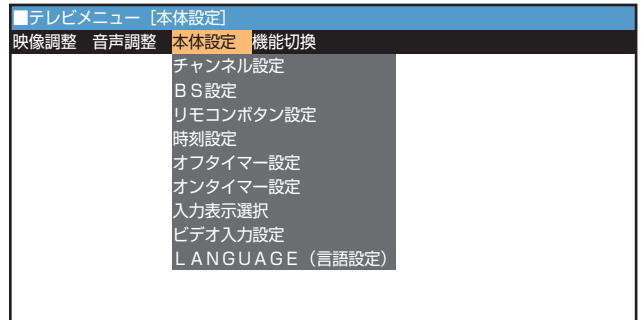 ■テレビメニュー［本体設定］
映像調整 音声調整 本体設定 機能切換
チャンネル設定
ＢＳ設定
リモコンボタン設定
時刻設定
オフタイマー設定
オンタイマー設定
入力表示選択
ビデオ入力設定
ＬＡＮＧＵＡＧＥ（言語設定）